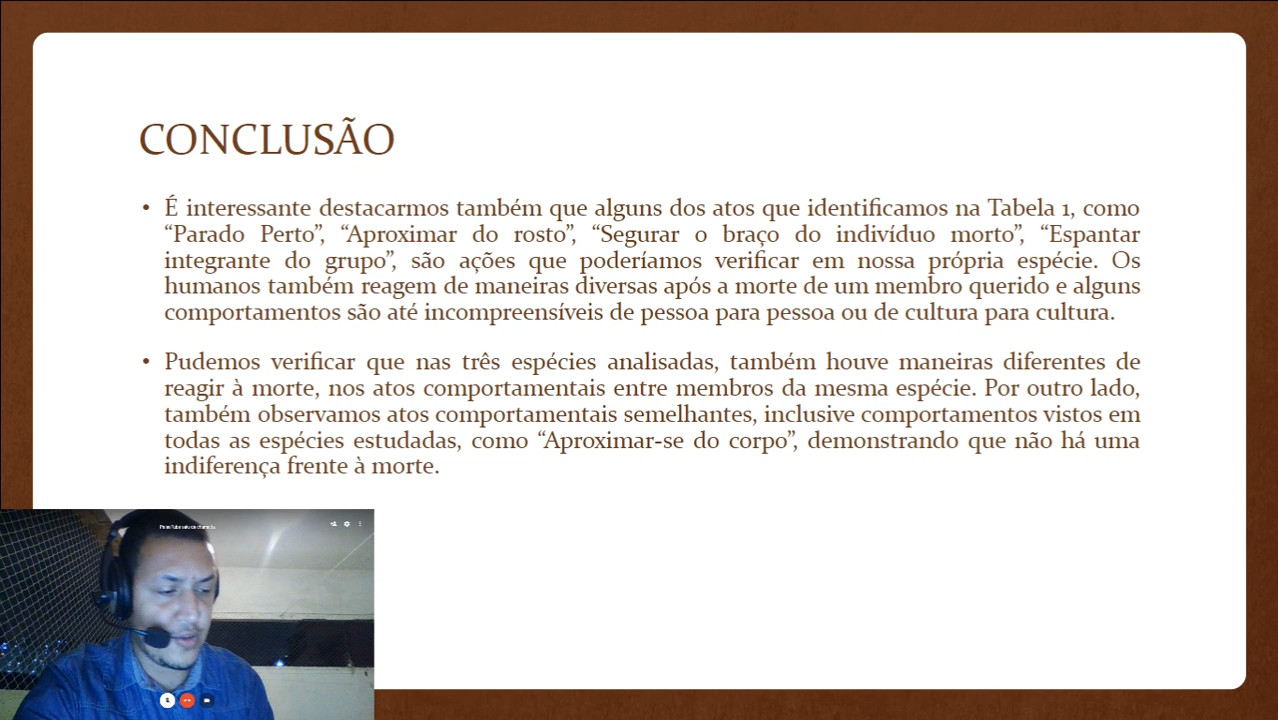 CONCLUSÃO
• É interessante destacarmos também que alguns dos atos que identificamos na Tabela 1, como
“Parado Perto”, “Aproximar do rosto”, “Segurar o braço do indivíduo morto”, “Espantar
integrante do grupo”, são ações que poderíamos verificar em nossa própria espécie. Os
humanos também reagem de maneiras diversas após a morte de um membro querido e alguns
comportamentos são até incompreensíveis de pessoa para pessoa ou de cultura para cultura.
• Pudemos verificar que nas três espécies analisadas, também houve maneiras diferentes de
reagir à morte, nos atos comportamentais entre membros da mesma espécie. Por outro lado,
também observamos atos comportamentais semelhantes, inclusive comportamentos vistos em
todas as espécies estudadas, como “Aproximar-se do corpo”, demonstrando que não há uma
indiferença frente à morte.